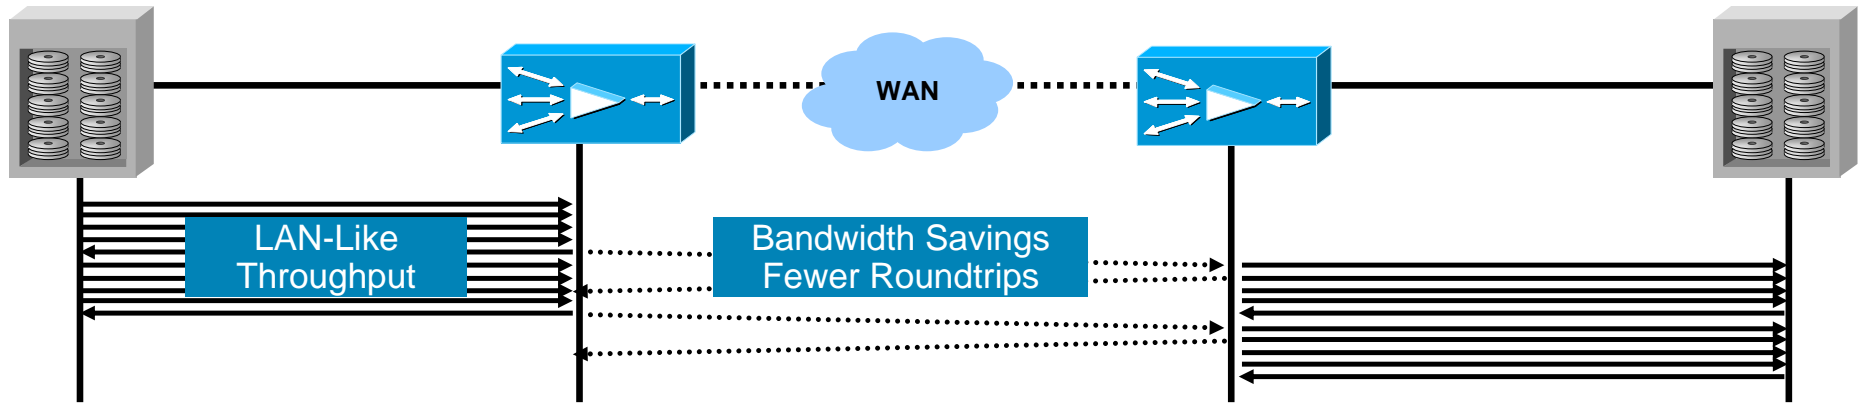 WAN
LAN-Like
Throughput
Bandwidth Savings
Fewer Roundtrips